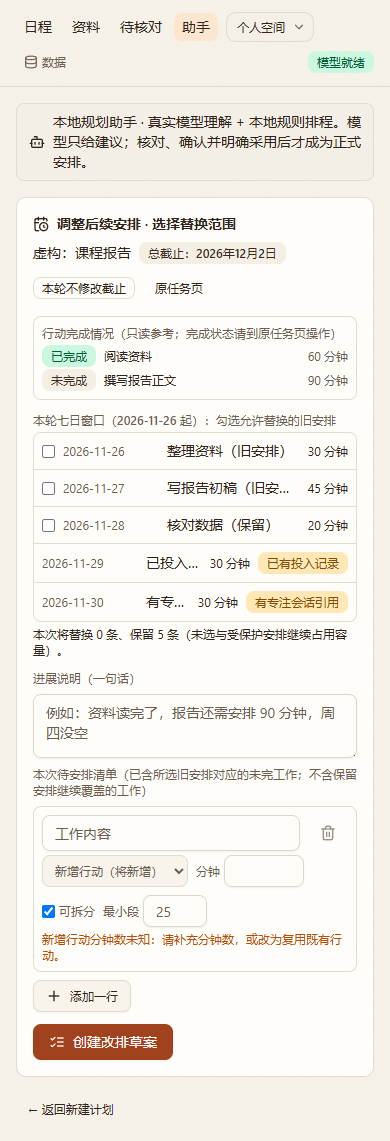 日程 资料 待核对 助手 个人空间
数据 模型就绪
本地规划助手 · 真实模型理解 + 本地规则排程。模
型只给建议；核对、确认并明确采用后才成为正式
安排。
调整后续安排 · 选择替换范围
虚构：课程报告 总截止：2026年12月2日
本轮不修改截止 原任务页
行动完成情况（只读参考；完成状态请到原任务页操作）
已完成 阅读资料 60 分钟
未完成 撰写报告正文 90 分钟
本轮七日窗口（2026-11-26 起）：勾选允许替换的旧安排
2026-11-26 整理资料（旧安排） 30 分钟
2026-11-27 写报告初稿（旧安... 45 分钟
2026-11-28 核对数据（保留） 20 分钟
2026-11-29 已投入... 30 分钟 已有投入记录
2026-11-30 有专... 30 分钟 有专注会话引用
本次将替换 0 条、保留 5 条（未选与受保护安排继续占用容
量）。
进展说明（一句话）
例如：资料读完了，报告还需安排 90 分钟，周
四没空
本次待安排清单（已含所选旧安排对应的未完工作；不含保留
安排继续覆盖的工作）
工作内容
新增行动（将新增） 分钟
可拆分 最小段 25
新增行动分钟数未知：请补充分钟数，或改为复用既有行
动。
+ 添加一行
创建改排草案
← 返回新建计划